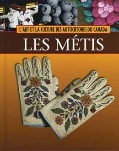 L'ART ET LA CULTURE DES AUTOCHTONES DU CANADA
LES MÉTIS